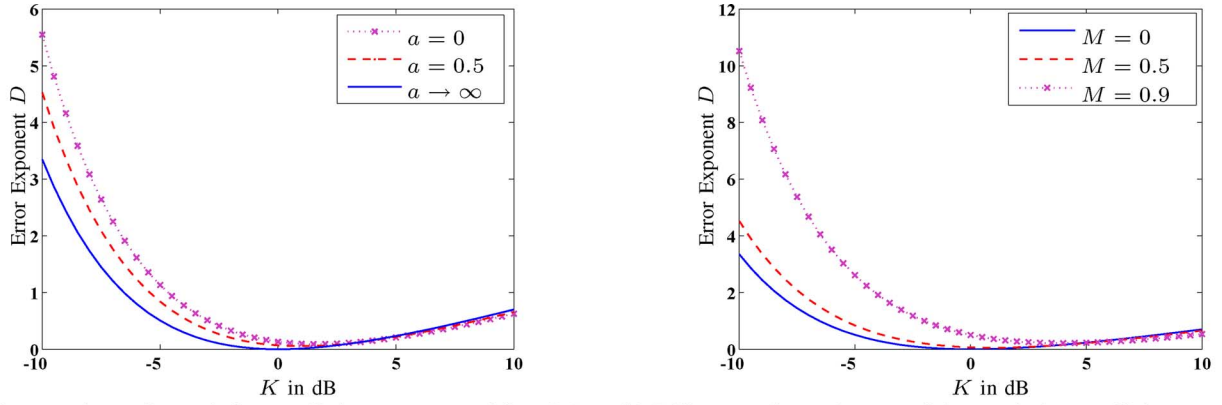 6
5
4
3
2
1
0
Error Exponent D
-10
-5
0
5
10
K in dB
a = 0
a = 0.5
a → ∞
12
10
8
6
4
2
0
Error Exponent D
-10
-5
0
5
10
K in dB
M = 0
M = 0.5
M = 0.9